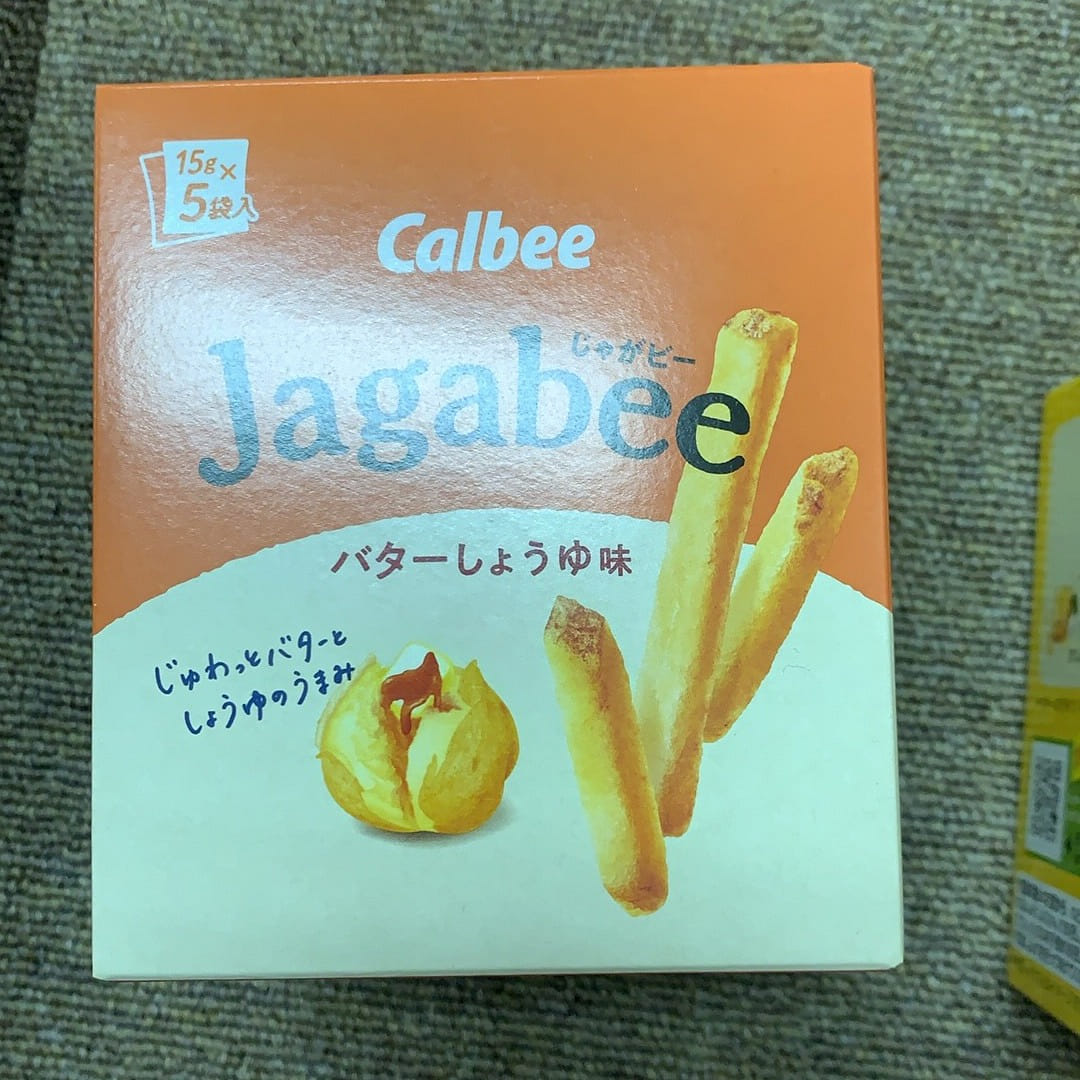 15g×
5袋入
Calbee
じゃがビー
Jagabee
バターしょうゆ味
じゅわっとバターと
しょうゆのうまみ